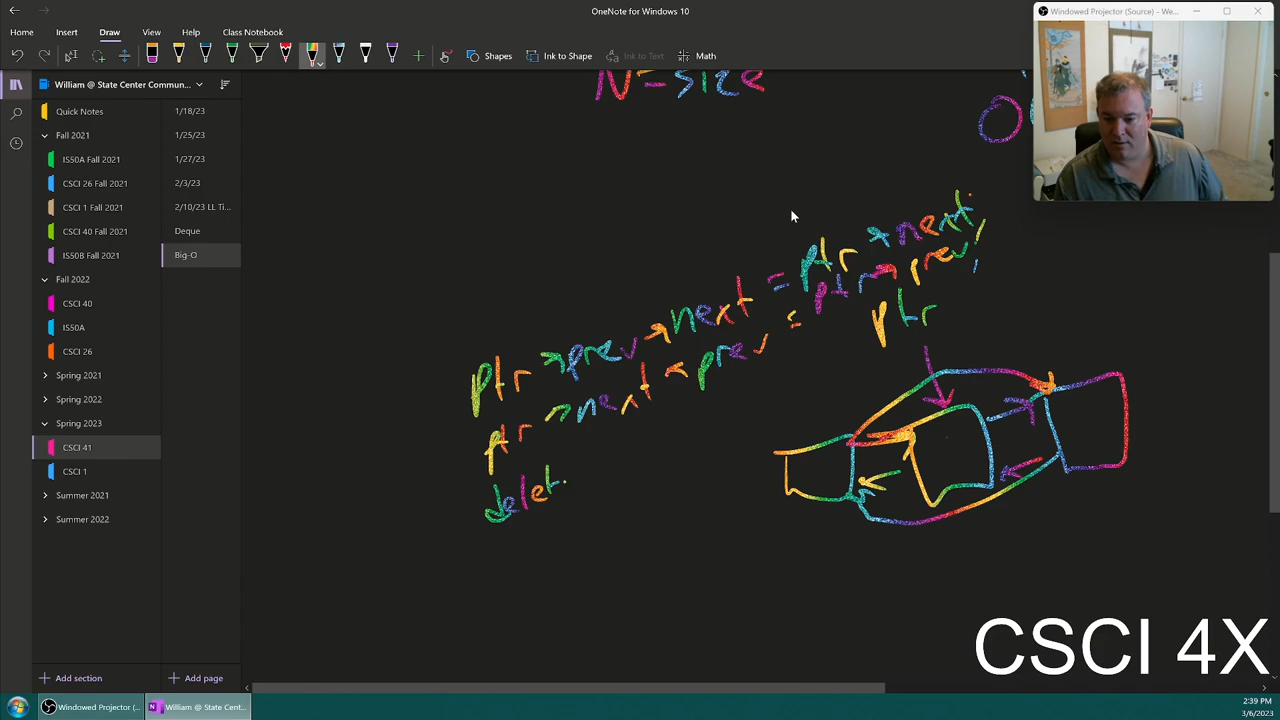 OneNote for Windows 10
Windowed Projector (Source) - We...
Home
Insert
Draw
View
Help
Class Notebook
Shapes
Ink to Shape
Ink to Text
Math
William @ State Center Commun...
Quick Notes
Fall 2021
IS50A Fall 2021
CSCI 26 Fall 2021
CSCI 1 Fall 2021
CSCI 40 Fall 2021
IS50B Fall 2021
Fall 2022
CSCI 40
IS50A
CSCI 26
Spring 2021
Spring 2022
Spring 2023
CSCI 41
CSCI 1
Summer 2021
Summer 2022
Add section
1/18/23
1/25/23
1/27/23
2/3/23
2/10/23 LL Ti...
Deque
Big-O
Add page
N = size
ptr→prev→next = ptr→next;
ptr→next→prev = ptr→prev;
delet
ptr
CSCI 4X
Windowed Projector (...
William @ State Cent...
2:39 PM
3/6/2023